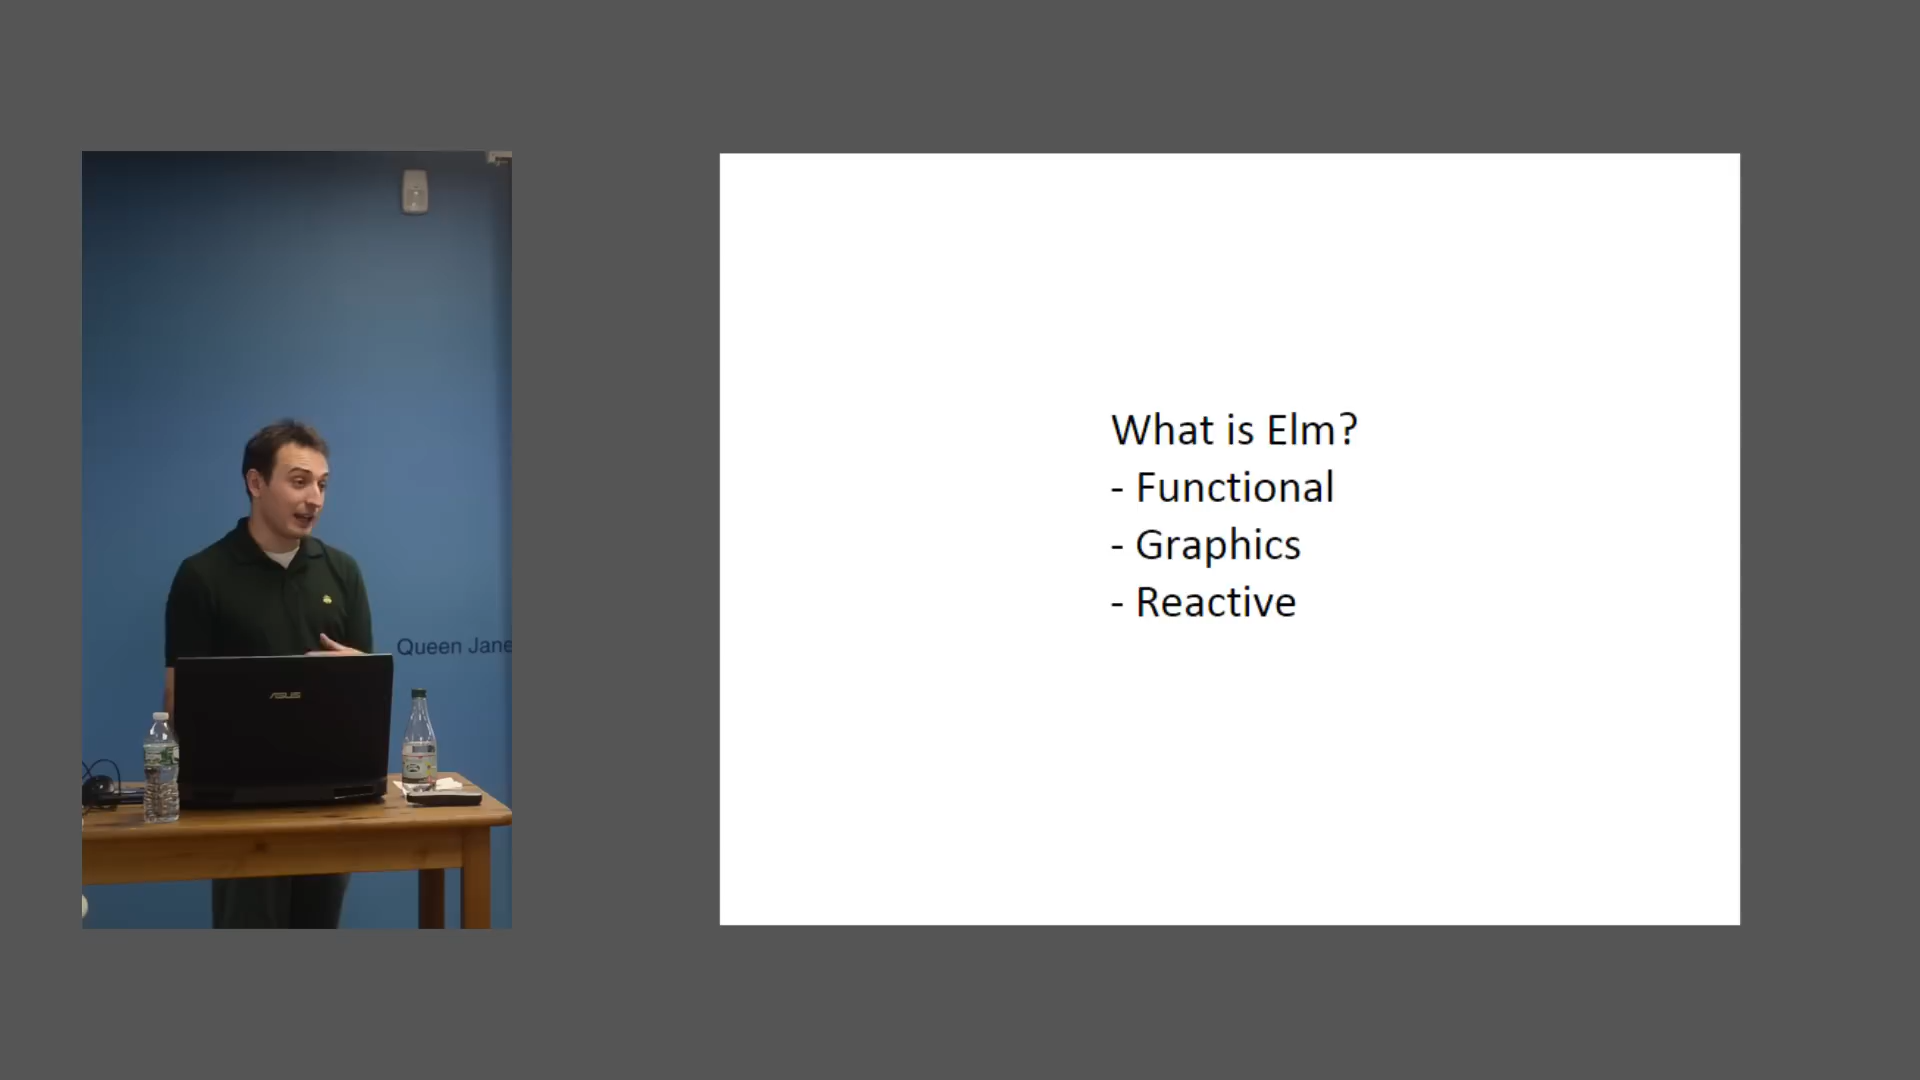 Queen Jane
ASUS
What is Elm?
- Functional
- Graphics
- Reactive